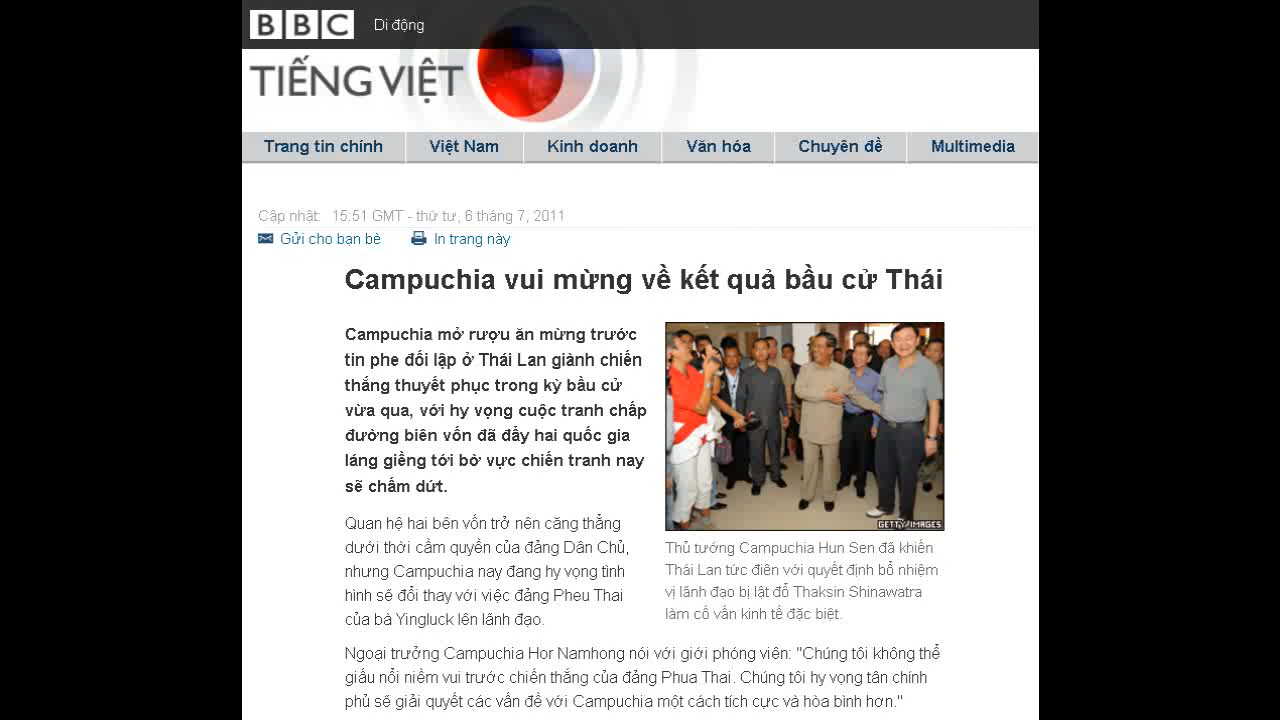 BBC Di động
TIẾNG VIỆT
Trang tin chính Việt Nam Kinh doanh Văn hóa Chuyên đề Multimedia
Cập nhật: 15:51 GMT - thứ tư, 6 tháng 7, 2011
Gửi cho bạn bè In trang này
Campuchia vui mừng về kết quả bầu cử Thái
Campuchia mở rượu ăn mừng trước
tin phe đối lập ở Thái Lan giành chiến
thắng thuyết phục trong kỳ bầu cử
vừa qua, với hy vọng cuộc tranh chấp
đường biên vốn đã đẩy hai quốc gia
láng giềng tới bờ vực chiến tranh nay
sẽ chấm dứt.
Quan hệ hai bên vốn trở nên căng thẳng
dưới thời cầm quyền của đảng Dân Chủ,
nhưng Campuchia nay đang hy vọng tình
hình sẽ đổi thay với việc đảng Pheu Thai
của bà Yingluck lên lãnh đạo.
GETTY IMAGES
Thủ tướng Campuchia Hun Sen đã khiến
Thái Lan tức điên với quyết định bổ nhiệm
vị lãnh đạo bị lật đổ Thaksin Shinawatra
làm cố vấn kinh tế đặc biệt.
Ngoại trưởng Campuchia Hor Namhong nói với giới phóng viên: "Chúng tôi không thể
giấu nổi niềm vui trước chiến thắng của đảng Phua Thai. Chúng tôi hy vọng tân chính
phủ sẽ giải quyết các vấn đề với Campuchia một cách tích cực và hòa bình hơn."